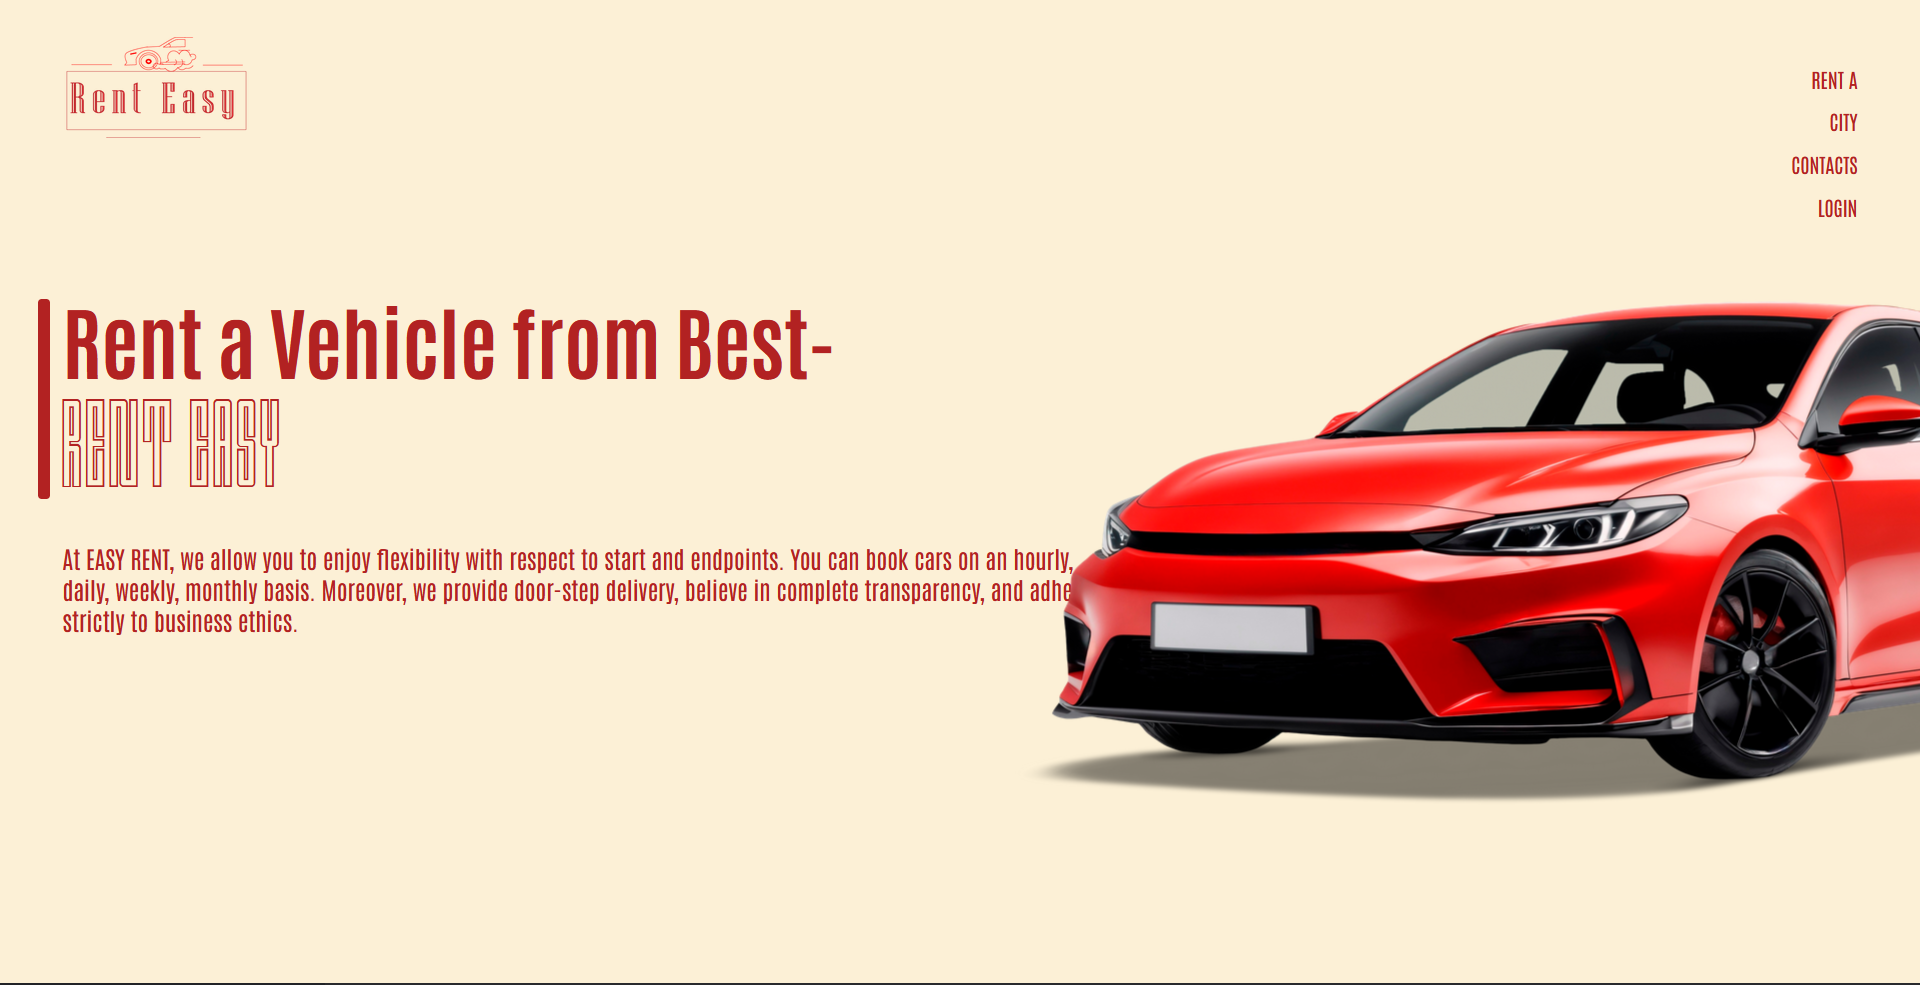 Rent Easy
RENT A
CITY
CONTACTS
LOGIN
Rent a Vehicle from Best-
RENT EASY
At EASY RENT, we allow you to enjoy flexibility with respect to start and endpoints. You can book cars on an hourly,
daily, weekly, monthly basis. Moreover, we provide door-step delivery, believe in complete transparency, and
strictly to business ethics.